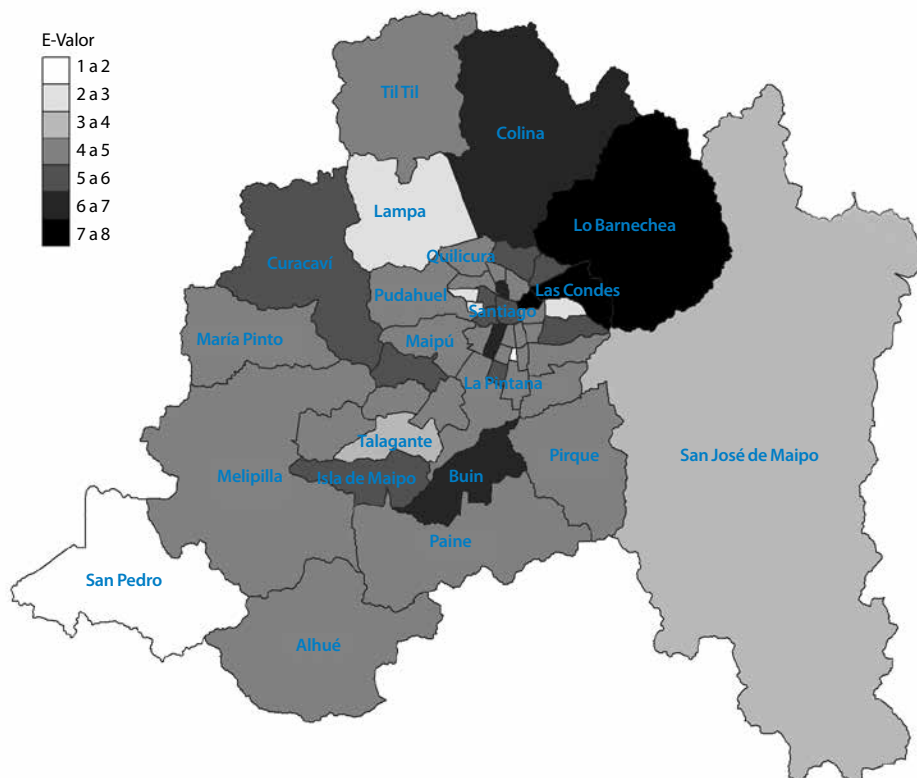 E-Valor
1 a 2
2 a 3
3 a 4
4 a 5
5 a 6
6 a 7
7 a 8
Til Til
Colina
Lampa
Lo Barnechea
Quilicura
Curacaví
Pudahuel
Las Condes
Santiago
María Pinto
Maipú
La Pintana
Talagante
San José de Maipo
Pirque
Melipilla
Isla de Maipo
Buin
Paine
San Pedro
Alhué